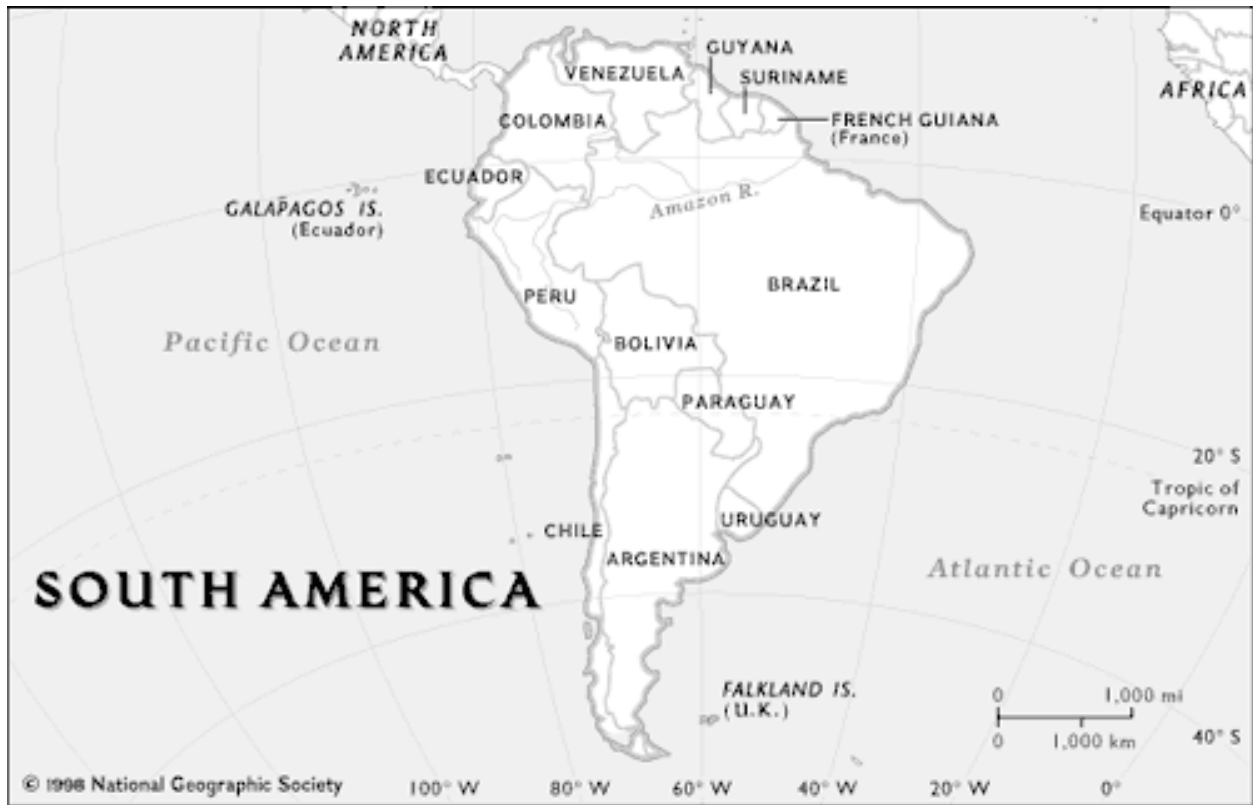 NORTH
AMERICA
GUYANA
VENEZUELA
SURINAME
AFRICA
COLOMBIA
FRENCH GUIANA
(France)
ECUADOR
Amazon R.
GALAPAGOS IS.
(Ecuador)
Equator 0°
BRAZIL
PERU
Pacific Ocean
BOLIVIA
PARAGUAY
20° S
Tropic of
Capricorn
URUGUAY
CHILE
ARGENTINA
Atlantic Ocean
SOUTH AMERICA
FALKLAND IS.
(U.K.)
0 1,000 mi
0 1,000 km
40° S
© 1998 National Geographic Society
100° W 80° W 60° W 40° W 20° W 0°